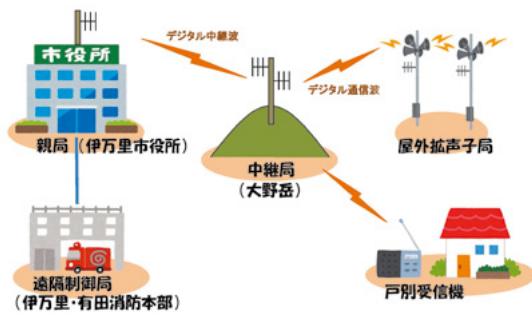 デジタル中継波
市役所
デジタル通信波
親局(伊万里市役所)
中継局
(大野岳)
屋外拡声子局
遠隔制御局
(伊万里・有田消防本部)
戸別受信機